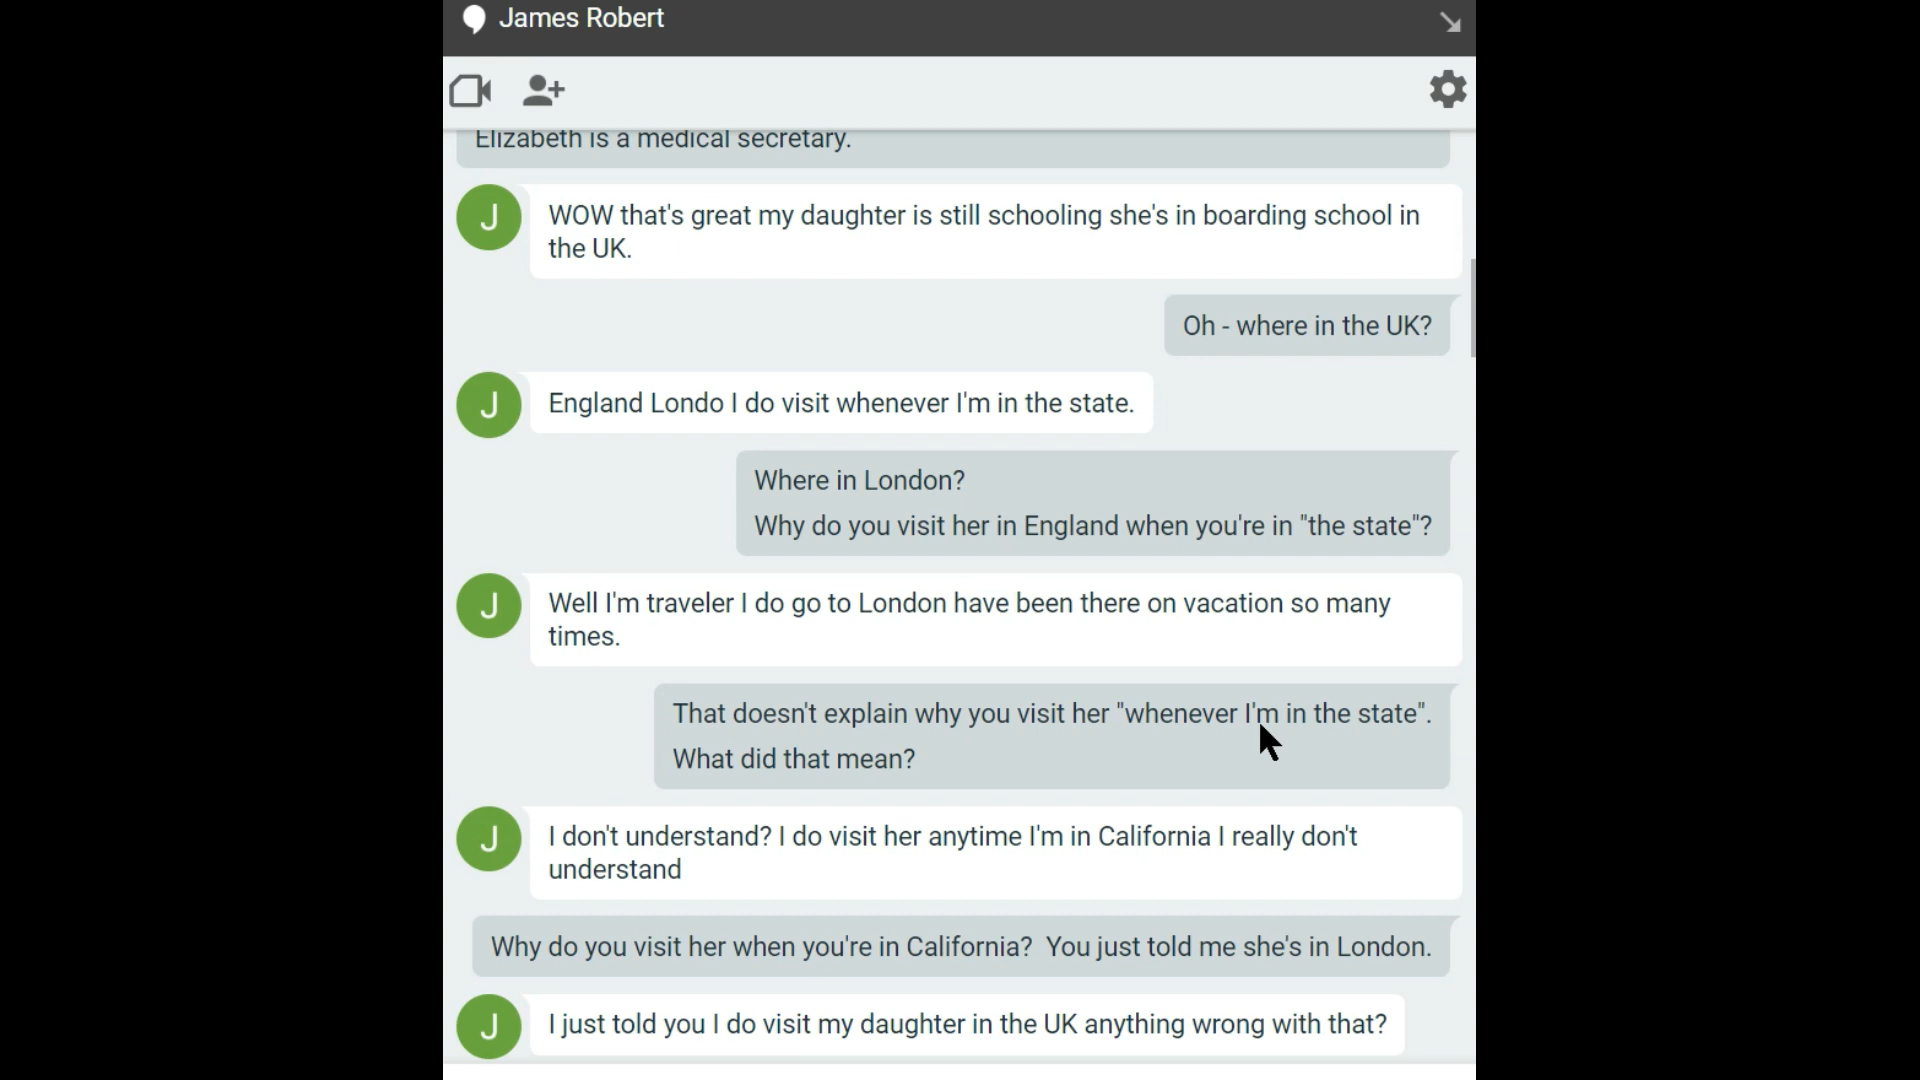 James Robert
Elizabeth is a medical secretary.
J
WOW that's great my daughter is still schooling she's in boarding school in
the UK.
Oh - where in the UK?
J
England Londo I do visit whenever I'm in the state.
Where in London?
Why do you visit her in England when you're in "the state"?
J
Well I'm traveler I do go to London have been there on vacation so many
times.
That doesn't explain why you visit her "whenever I'm in the state".
What did that mean?
J
I don't understand? I do visit her anytime I'm in California I really don't
understand
Why do you visit her when you're in California?  You just told me she's in London.
J
I just told you I do visit my daughter in the UK anything wrong with that?